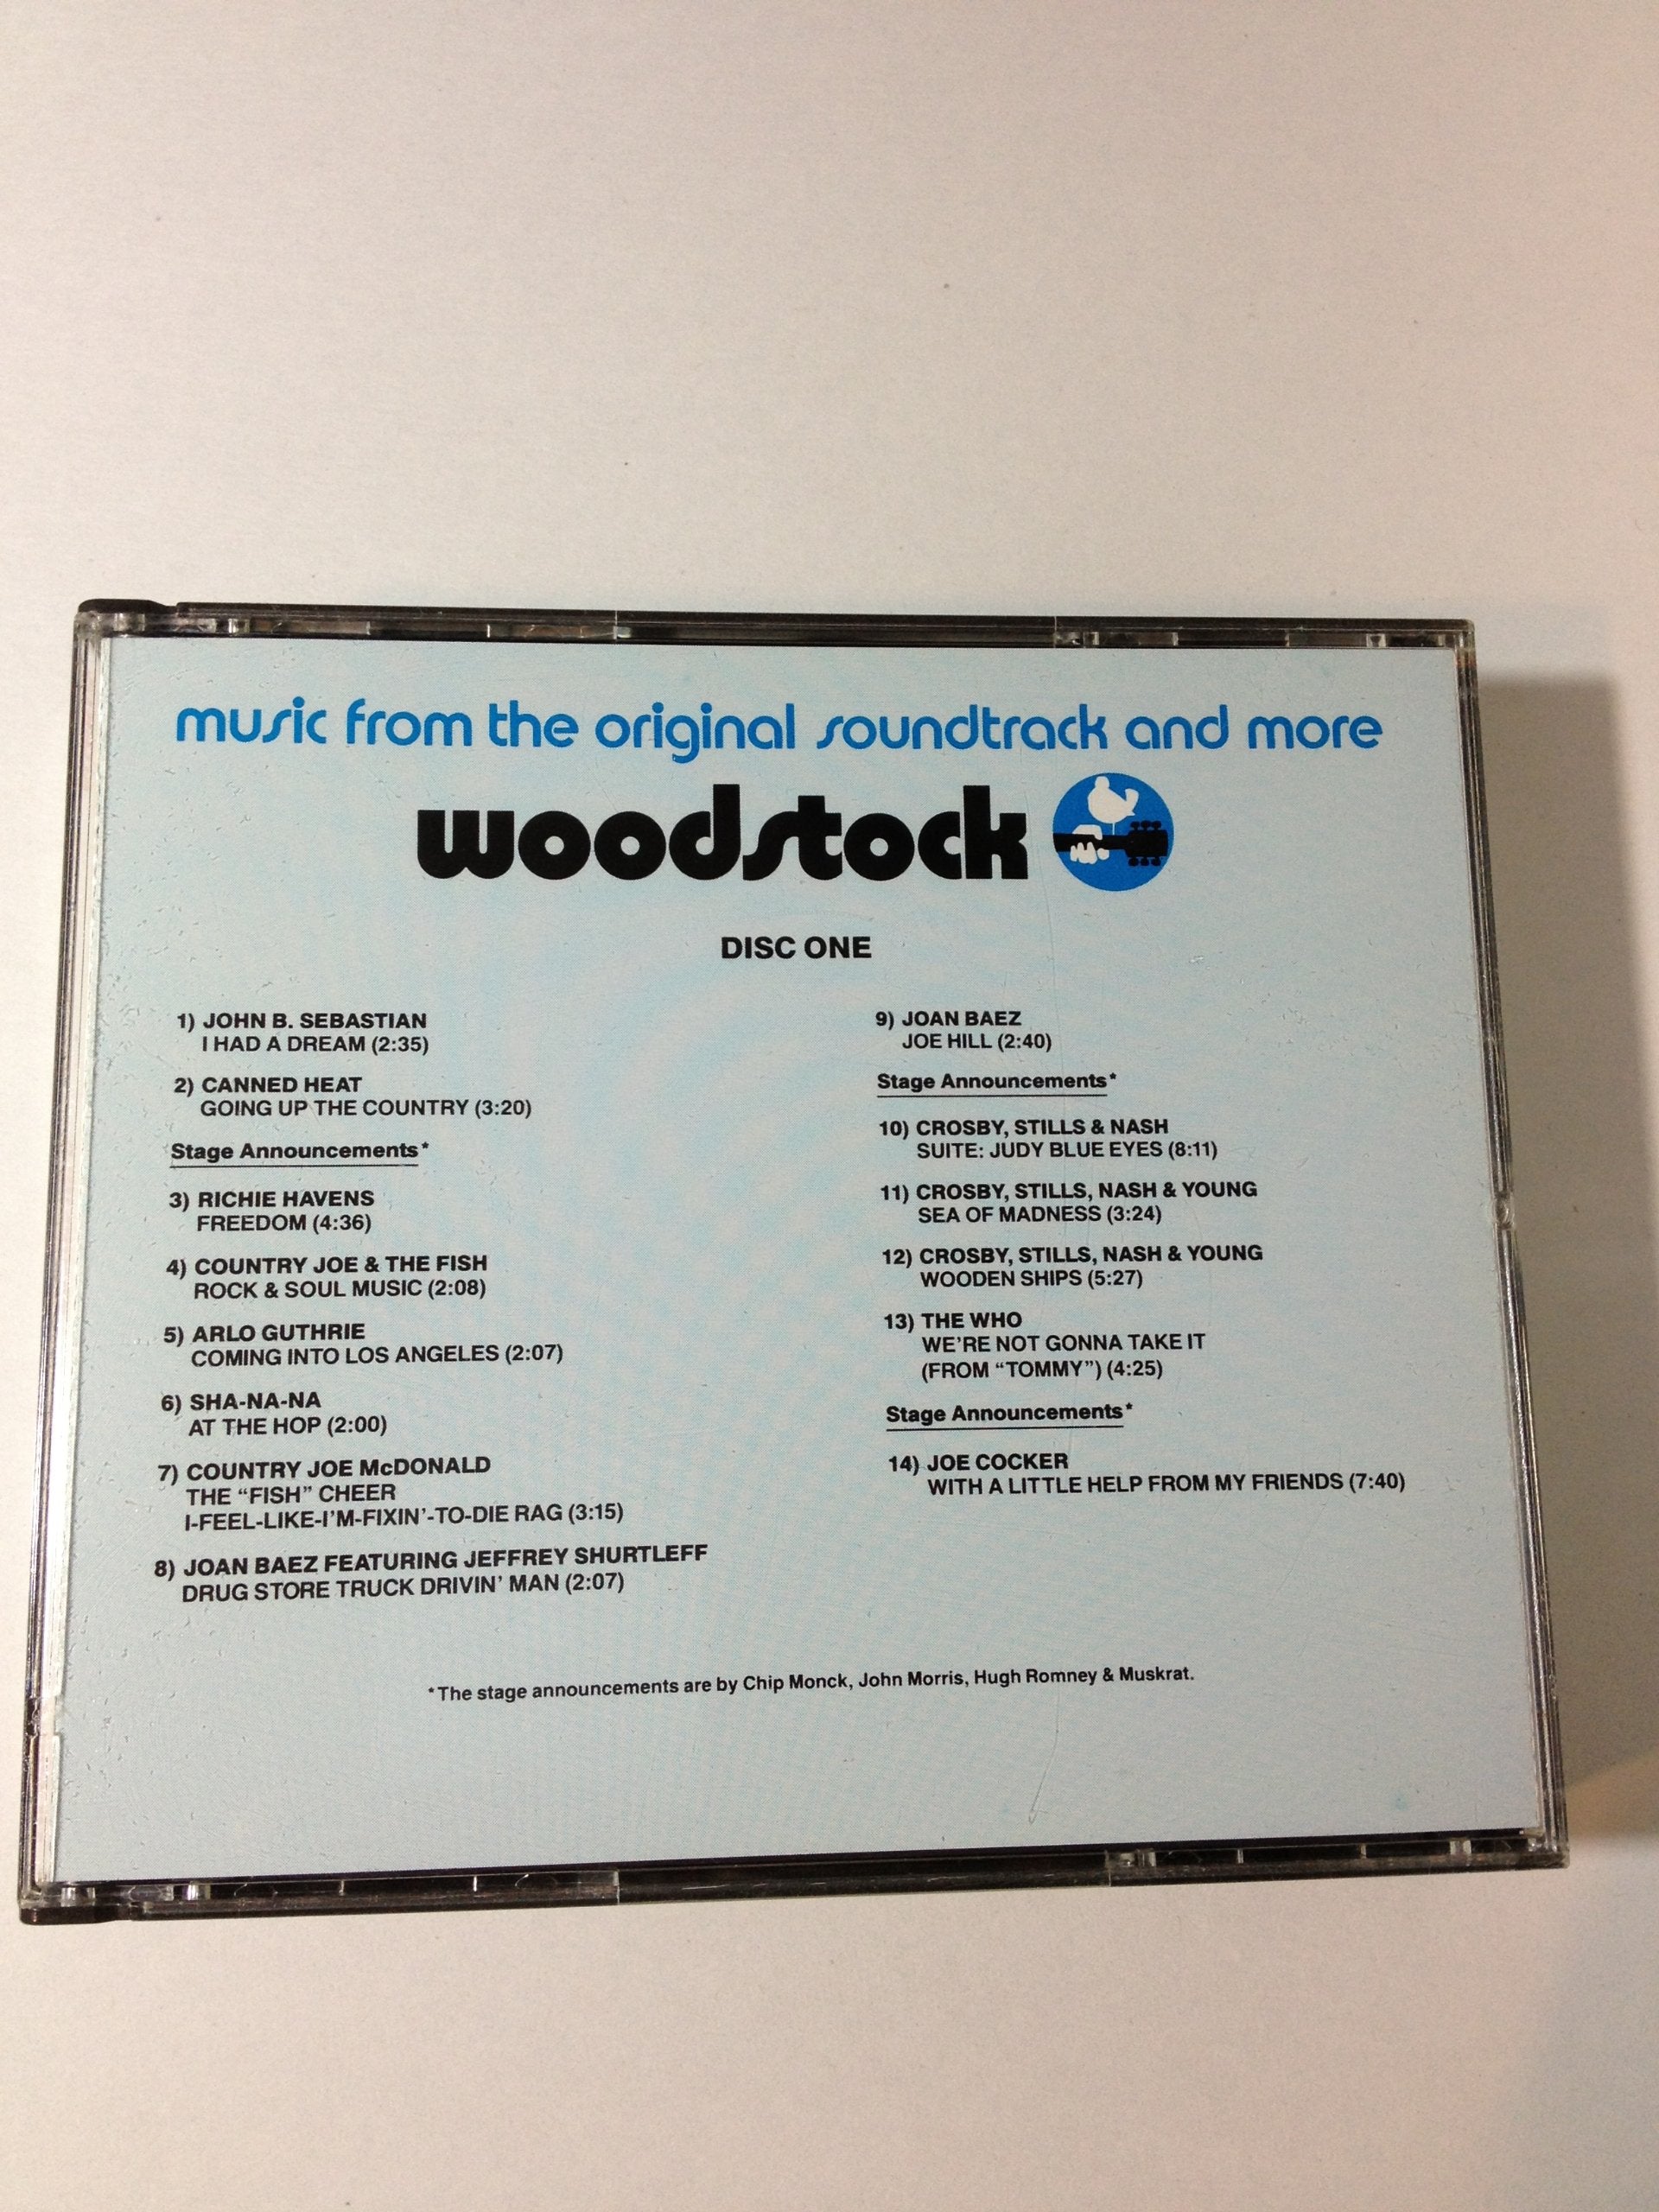 music from the original soundtrack and more
woodstock
DISC ONE
1) JOHN B. SEBASTIAN
I HAD A DREAM (2:35)
2) CANNED HEAT
GOING UP THE COUNTRY (3:20)
Stage Announcements*
3) RICHIE HAVENS
FREEDOM (4:36)
4) COUNTRY JOE & THE FISH
ROCK & SOUL MUSIC (2:08)
5) ARLO GUTHRIE
COMING INTO LOS ANGELES (2:07)
6) SHA-NA-NA
AT THE HOP (2:00)
7) COUNTRY JOE McDONALD
THE “FISH” CHEER
I-FEEL-LIKE-I’M-FIXIN’-TO-DIE RAG (3:15)
8) JOAN BAEZ FEATURING JEFFREY SHURTLEFF
DRUG STORE TRUCK DRIVIN’ MAN (2:07)
9) JOAN BAEZ
JOE HILL (2:40)
Stage Announcements*
10) CROSBY, STILLS & NASH
SUITE: JUDY BLUE EYES (8:11)
11) CROSBY, STILLS, NASH & YOUNG
SEA OF MADNESS (3:24)
12) CROSBY, STILLS, NASH & YOUNG
WOODEN SHIPS (5:27)
13) THE WHO
WE’RE NOT GONNA TAKE IT
(FROM “TOMMY”) (4:25)
Stage Announcements*
14) JOE COCKER
WITH A LITTLE HELP FROM MY FRIENDS (7:40)
*The stage announcements are by Chip Monck, John Morris, Hugh Romney & Muskrat.